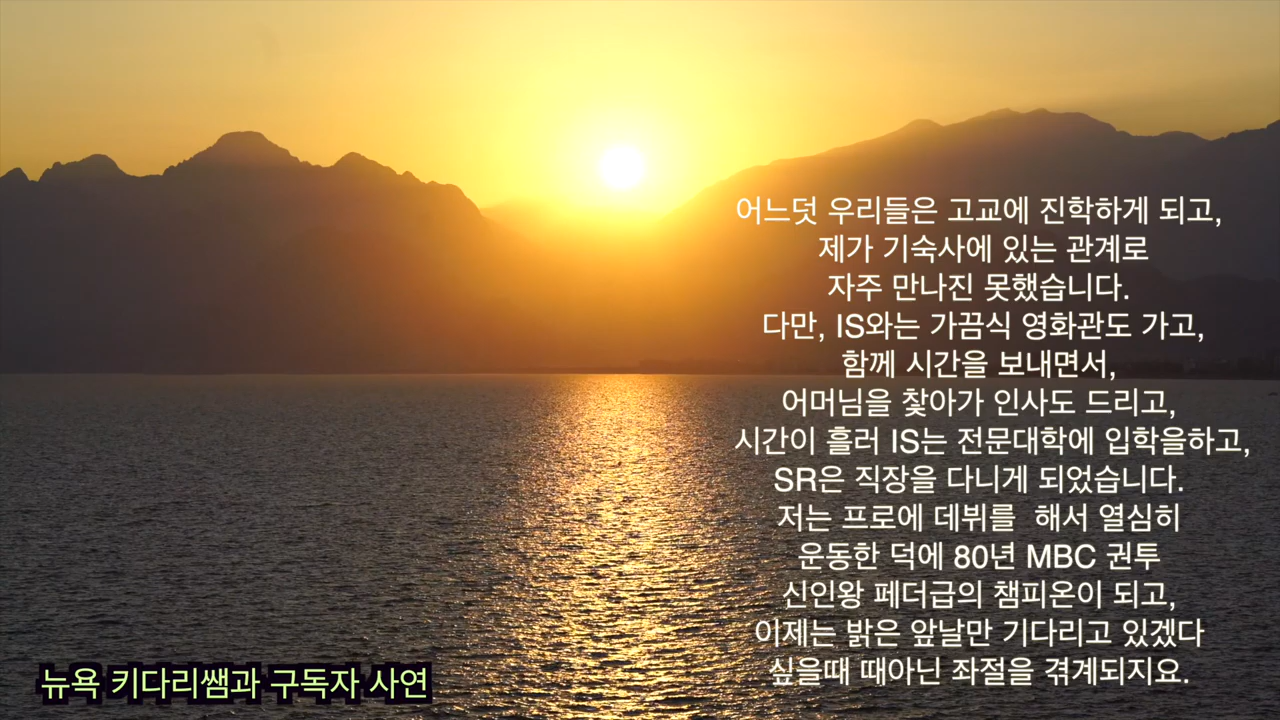 어느덧 우리들은 고교에 진학하게 되고,
제가 기숙사에 있는 관계로
자주 만나진 못했습니다.
다만, IS와는 가끔식 영화관도 가고,
함께 시간을 보내면서,
어머님을 찾아가 인사도 드리고,
시간이 흘러 IS는 전문대학에 입학을하고,
SR은 직장을 다니게 되었습니다.
저는 프로에 데뷔를  해서 열심히
운동한 덕에 80년 MBC 권투
신인왕 페더급의 챔피온이 되고,
이제는 밝은 앞날만 기다리고 있겠다
싶을때 때아닌 좌절을 겪계되지요.
뉴욕 키다리쌤과 구독자 사연